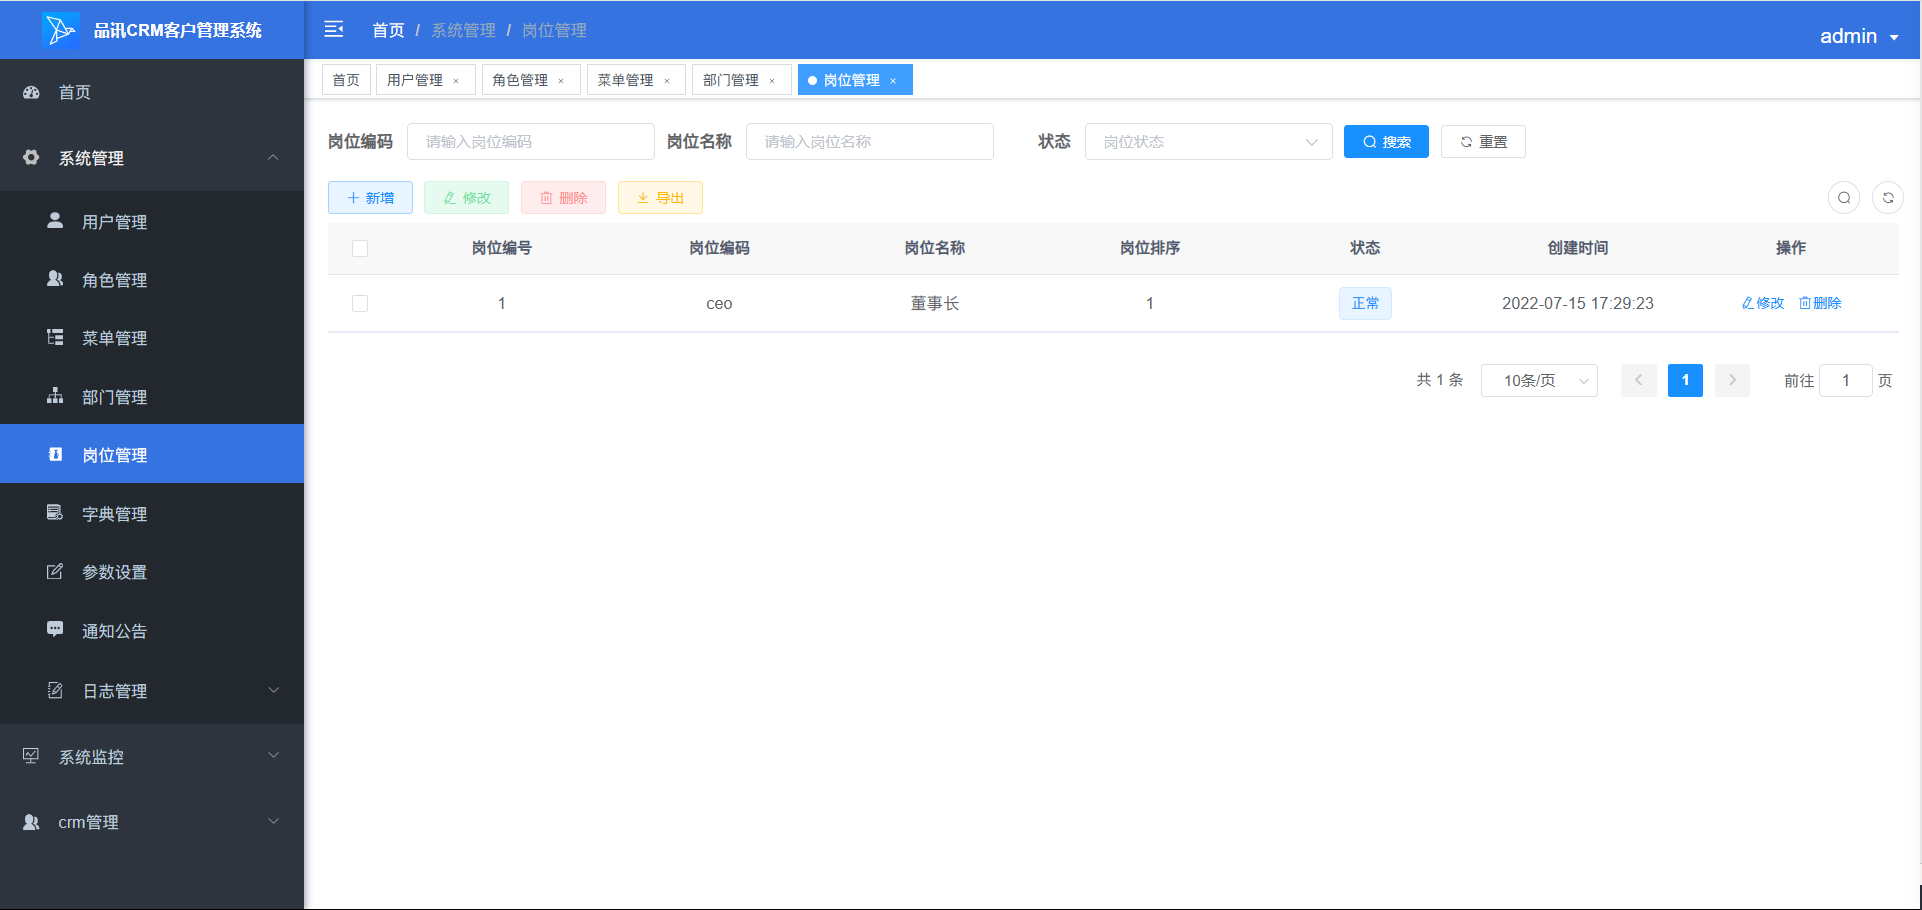 品讯CRM客户管理系统
首页 / 系统管理 / 岗位管理
admin
首页 用户管理 × 角色管理 × 菜单管理 × 部门管理 × 岗位管理 ×
首页
系统管理
用户管理
角色管理
菜单管理
部门管理
岗位管理
字典管理
参数设置
通知公告
日志管理
系统监控
crm管理
岗位编码 请输入岗位编码 岗位名称 请输入岗位名称 状态 岗位状态 搜索 重置
新增 修改 删除 导出
岗位编号 岗位编码 岗位名称 岗位排序 状态 创建时间 操作
1 ceo 董事长 1 正常 2022-07-15 17:29:23 修改 删除
共 1 条 10条/页 1 前往 1 页